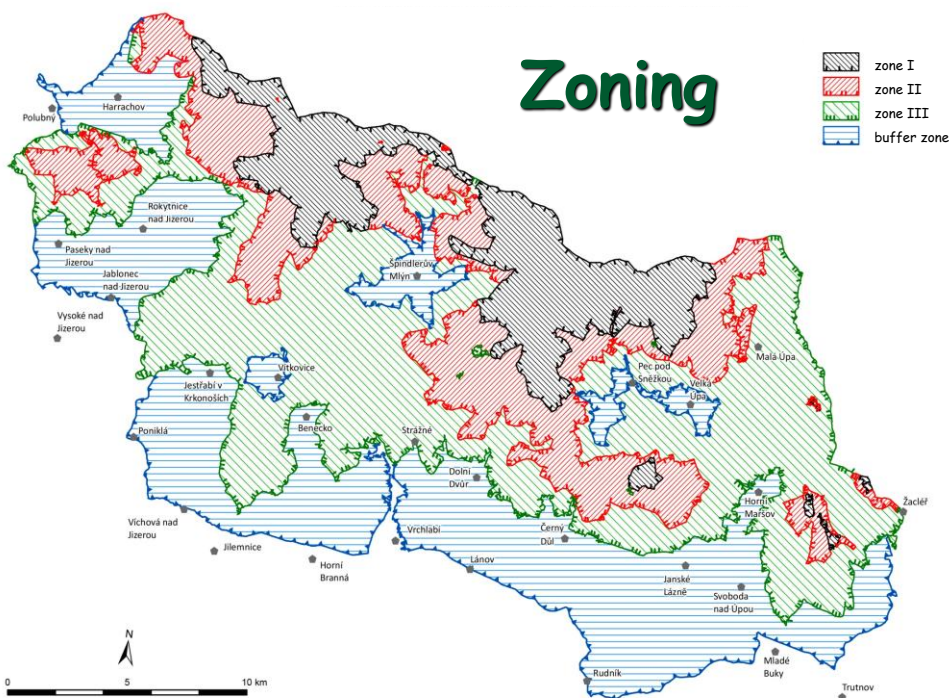 Zoning
zone I
zone II
zone III
buffer zone
Harrachov
Polubný
Rokytnice
nad Jizerou
Paseky nad
Jizerou
Jablonec
nad Jizerou
Vysoké nad
Jizerou
Špindlerův
Mlýn
Malá Úpa
Pec pod
Sněžkou
Velká
Úpa
Vítkovice
Jestřabí v
Krkonoších
Benecko
Poniklá
Strážné
Dolní
Dvůr
Horní
Maršov
Žacléř
Víchová nad
Jizerou
Vrchlabí
Černý
Důl
Jilemnice
Horní
Branná
Lánov
Janské
Lázně
Svoboda
nad Úpou
N
Mladé
Buky
Rudník
Trutnov
0 5 10 km